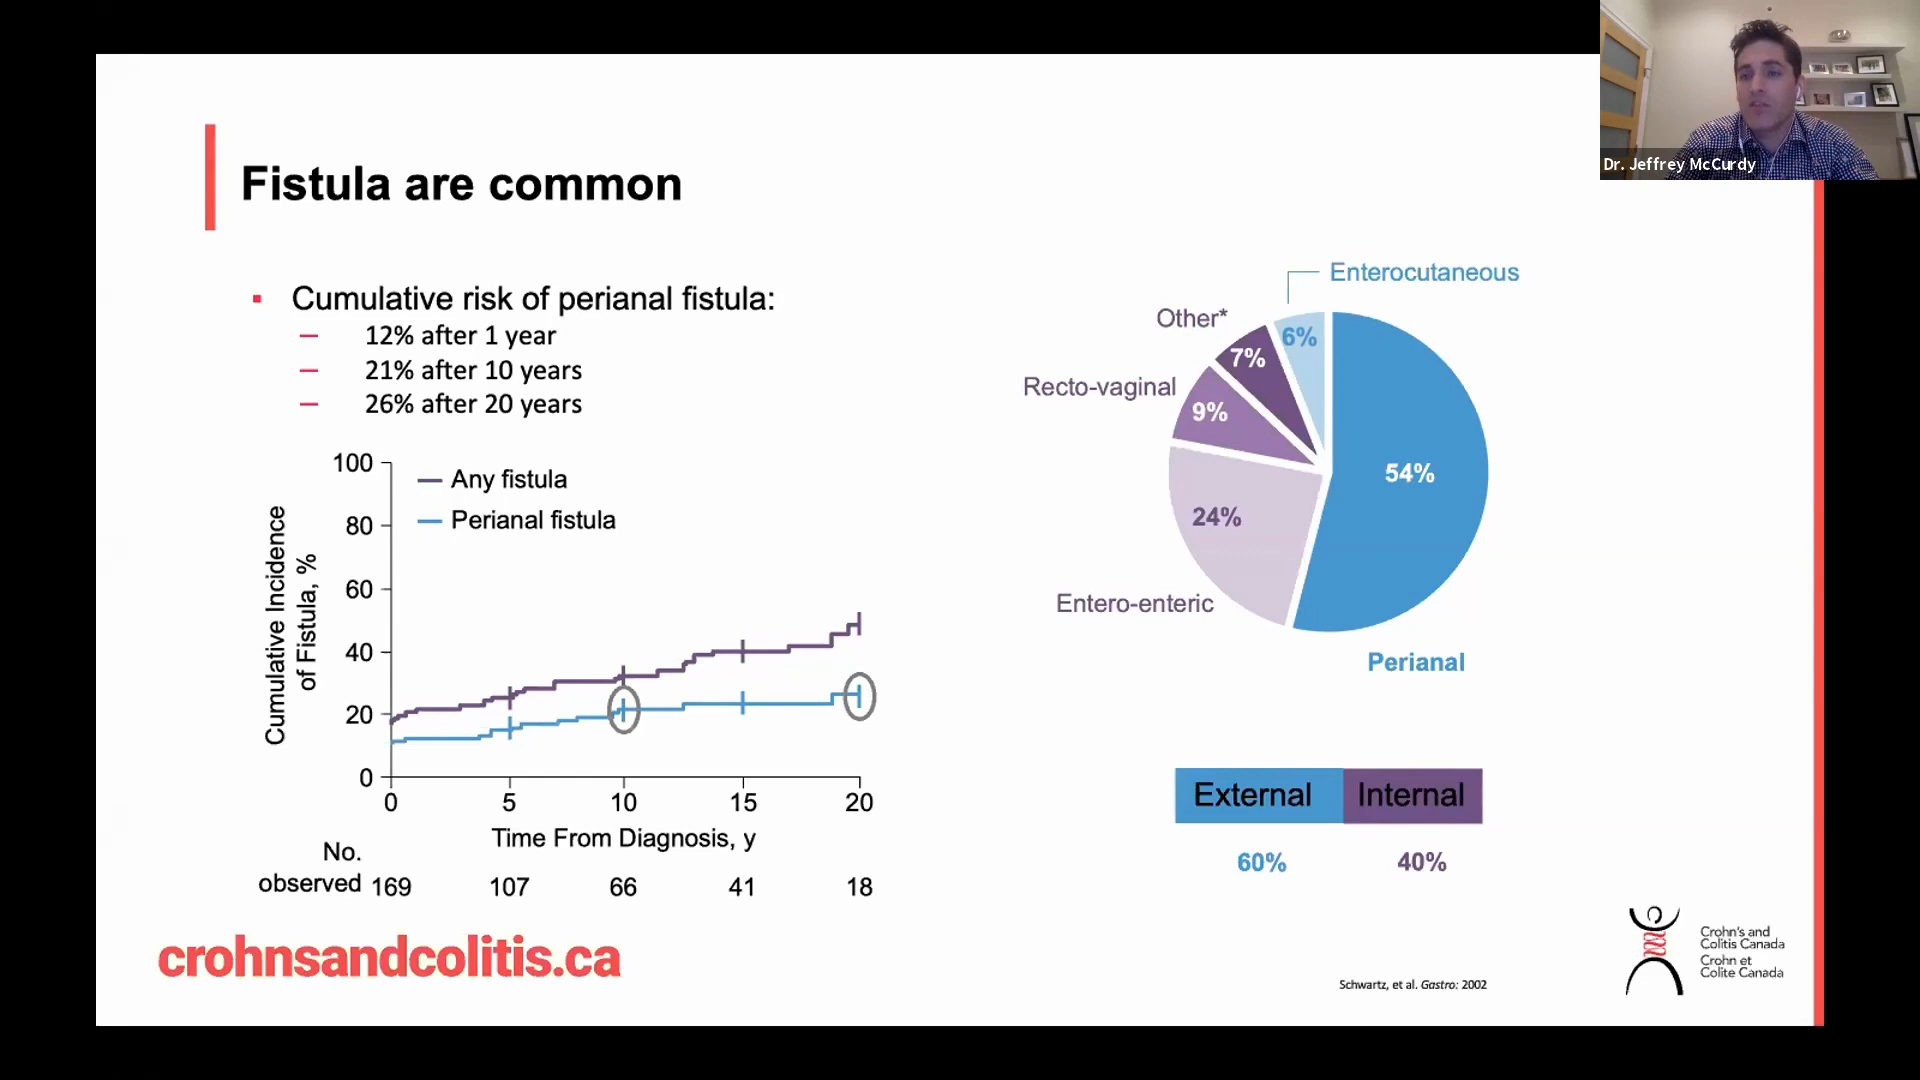 Dr. Jeffrey McCurdy
Fistula are common
Cumulative risk of perianal fistula:
12% after 1 year
21% after 10 years
26% after 20 years
Cumulative Incidence
of Fistula, %
100
80
60
40
20
0
Any fistula
Perianal fistula
0 5 10 15 20
Time From Diagnosis, y
No.
observed 169 107 66 41 18
Enterocutaneous
Other*
6%
7%
Recto-vaginal
9%
54%
24%
Entero-enteric
Perianal
External Internal
60% 40%
crohnsandcolitis.ca
Schwartz, et al. Gastro: 2002
Crohn's and
Colitis Canada
Crohn et
Colite Canada